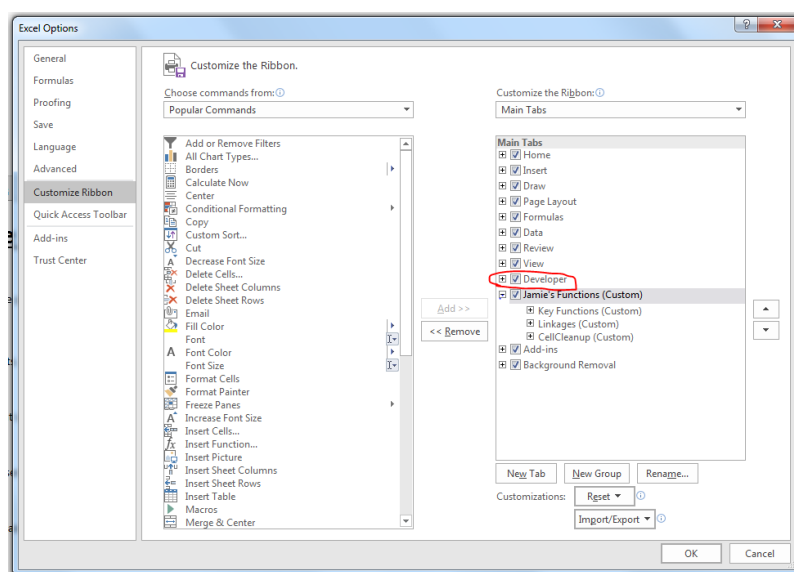 Excel Options
General
Formulas
Proofing
Save
Language
Advanced
Customize Ribbon
Quick Access Toolbar
Add-ins
Trust Center
Customize the Ribbon.
Choose commands from:
Popular Commands
Add or Remove Filters
All Chart Types...
Borders
Calculate Now
Center
Conditional Formatting
Copy
Custom Sort...
Cut
Decrease Font Size
Delete Cells...
Delete Sheet Columns
Delete Sheet Rows
Email
Fill Color
Font
Font Color
Font Size
Format Cells
Format Painter
Freeze Panes
Increase Font Size
Insert Cells...
Insert Function...
Insert Picture
Insert Sheet Columns
Insert Sheet Rows
Insert Table
Macros
Merge & Center
Add >>
<< Remove
Customize the Ribbon:
Main Tabs
Main Tabs
Home
Insert
Draw
Page Layout
Formulas
Data
Review
View
Developer
Jamie's Functions (Custom)
Key Functions (Custom)
Linkages (Custom)
CellCleanup (Custom)
Add-ins
Background Removal
New Tab
New Group
Rename...
Customizations:
Reset
Import/Export
OK
Cancel